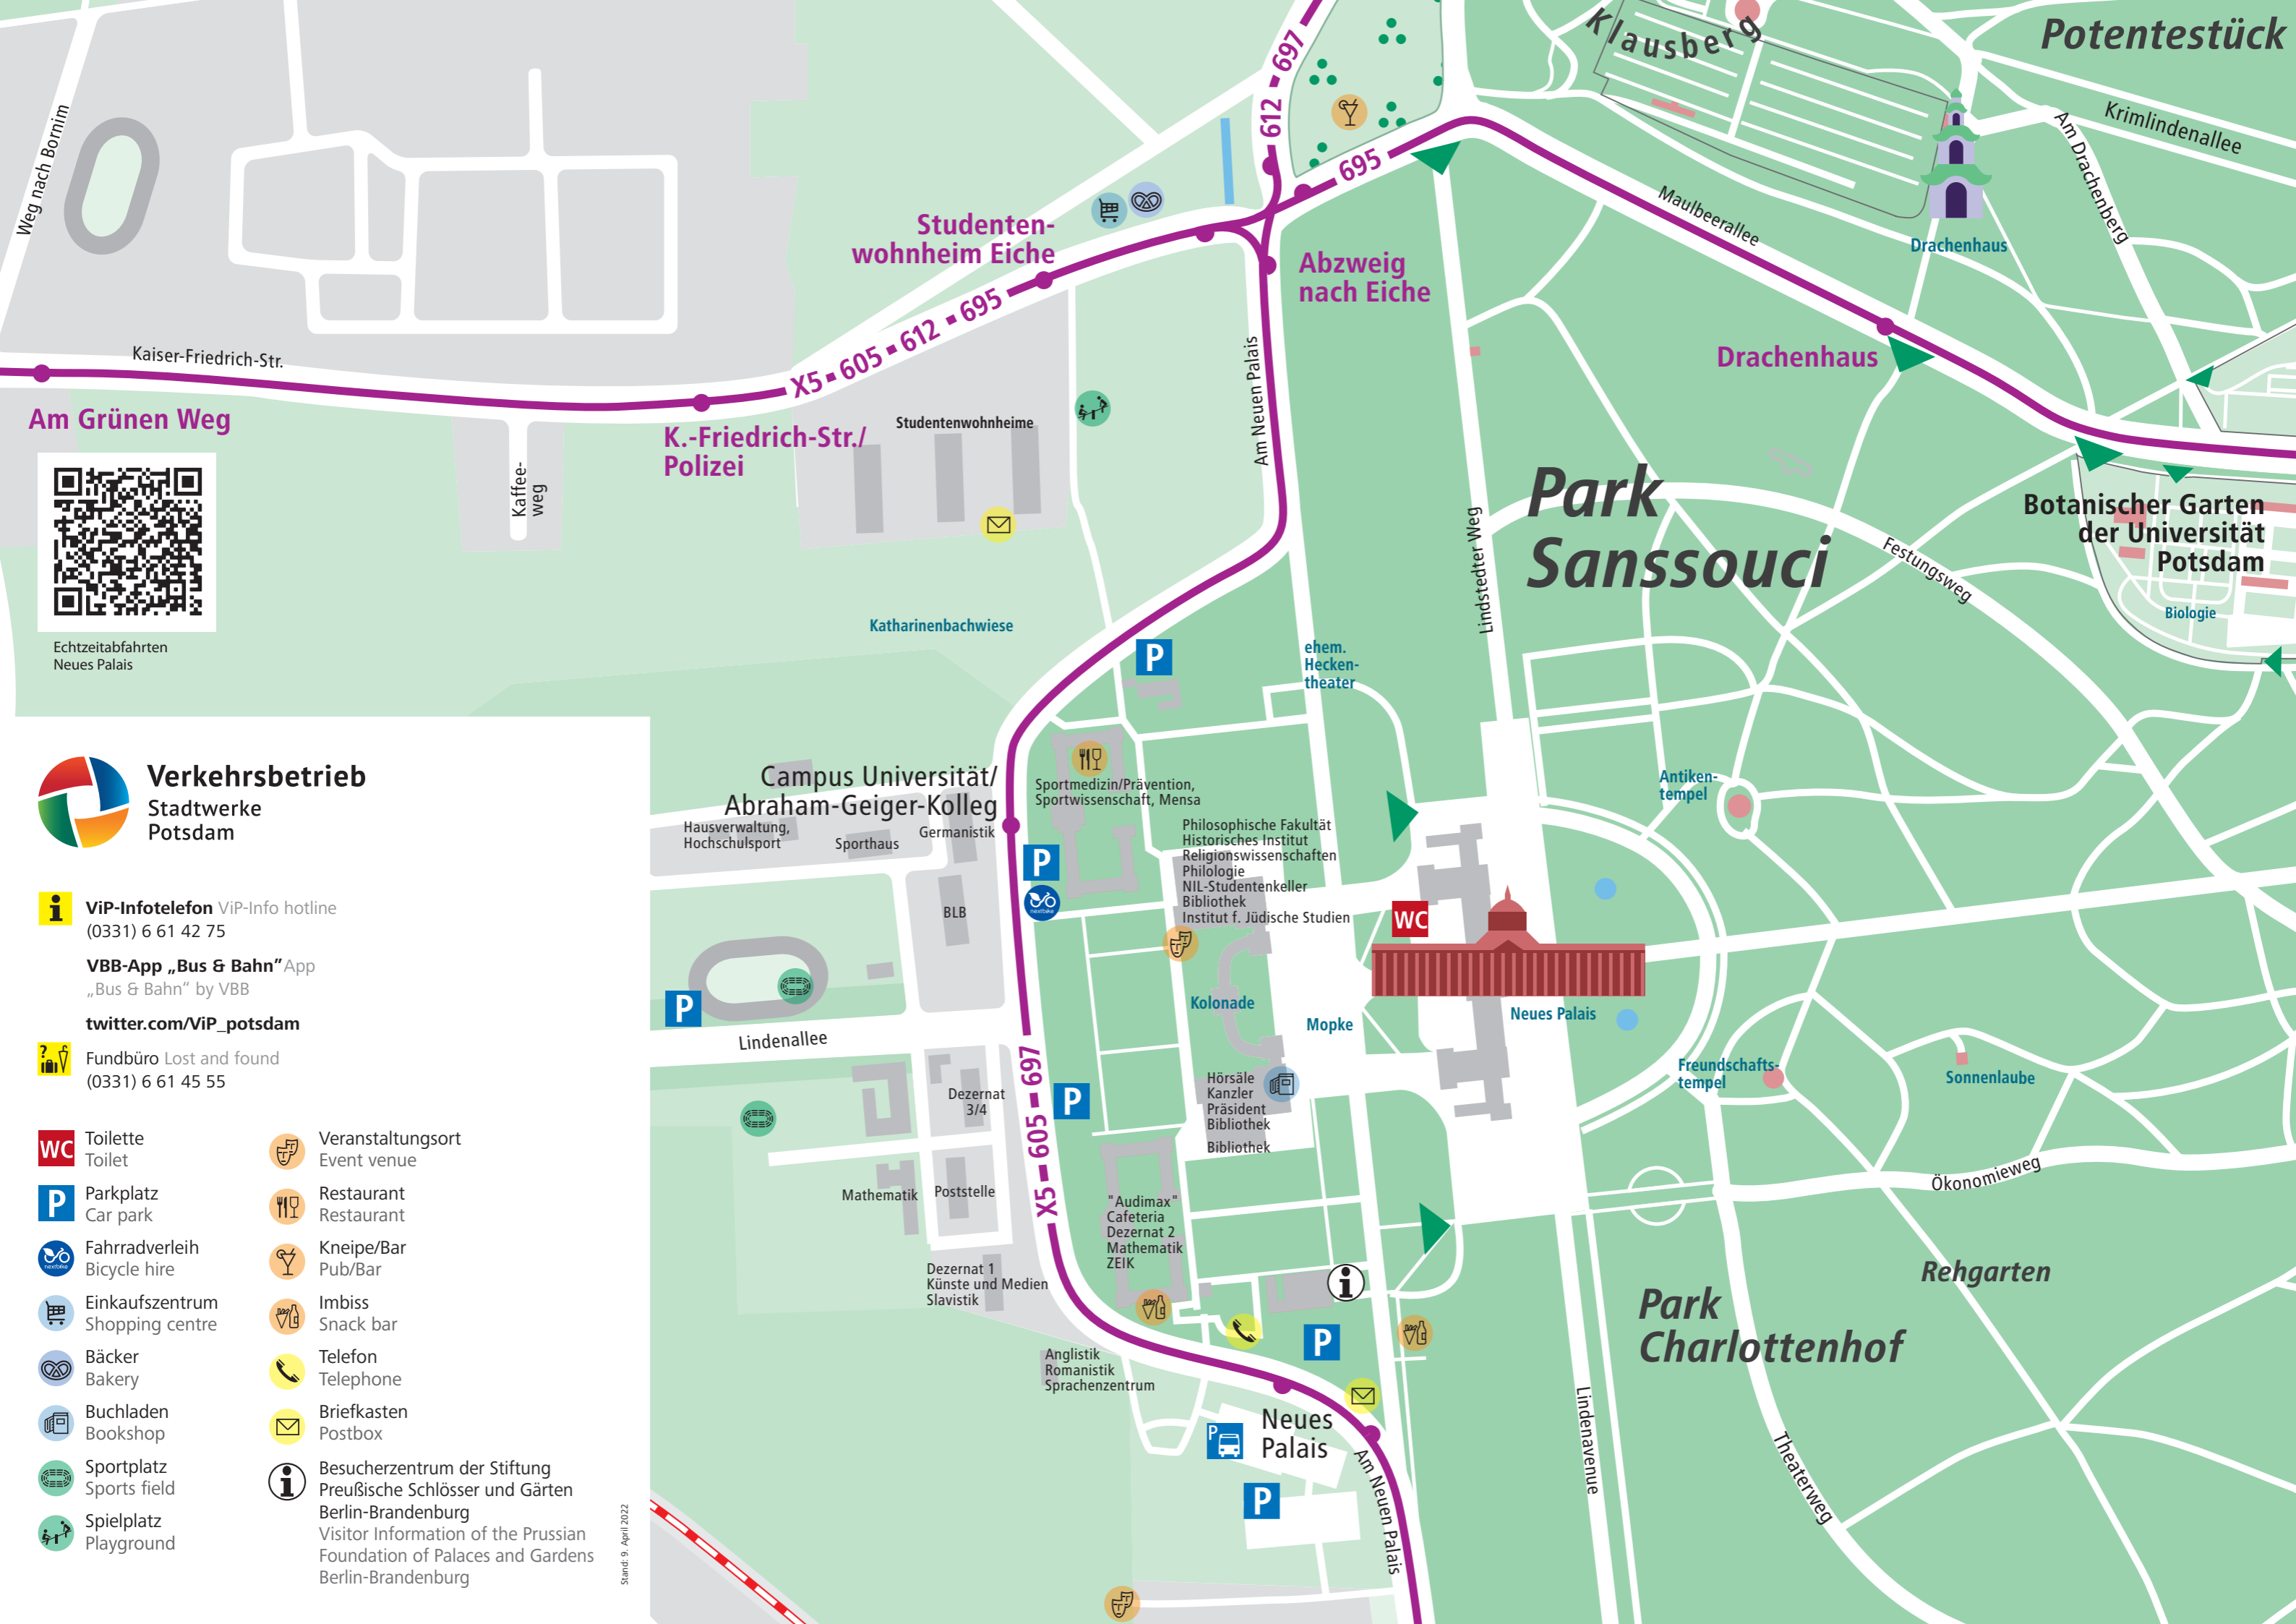 Klausberg
Potentestück
Krimlindenallee
Am Drachenberg
612 ▪ 697
695
Maulbeerallee
Drachenhaus
Weg nach Bornim
Studenten-
wohnheim Eiche
Abzweig
nach Eiche
X5 ▪ 605 ▪ 612 ▪ 695
Kaiser-Friedrich-Str.
Am Grünen Weg
K.-Friedrich-Str./
Polizei
Kaffee-
weg
Studentenwohnheime
Am Neuen Palais
Drachenhaus
Lindstedter Weg
Park
Sanssouci
Festungsweg
Botanischer Garten
der Universität
Potsdam
Biologie
Echtzeitabfahrten
Neues Palais
Katharinenbachwiese
P
ehem.
Hecken-
theater
Campus Universität/
Abraham-Geiger-Kolleg
Hausverwaltung,
Hochschulsport
Sporthaus
Germanistik
BLB
Sportmedizin/Prävention,
Sportwissenschaft, Mensa
P
nextbike
Philosophische Fakultät
Historisches Institut
Religionswissenschaften
Philologie
NIL-Studentenkeller
Bibliothek
Institut f. Jüdische Studien
Antiken-
tempel
WC
Kolonade
Mopke
Neues Palais
P
Lindenallee
Freundschafts-
tempel
Sonnenlaube
X5 ▪ 605 ▪ 697
P
Dezernat
3/4
Hörsäle
Kanzler
Präsident
Bibliothek
Bibliothek
Mathematik
Poststelle
"Audimax"
Cafeteria
Dezernat 2
Mathematik
ZEIK
Dezernat 1
Künste und Medien
Slavistik
Ökonomieweg
Rehgarten
Park
Charlottenhof
i
P
Anglistik
Romanistik
Sprachenzentrum
P
Neues
Palais
P
Am Neuen Palais
Lindenavenue
Theaterweg
Verkehrsbetrieb
Stadtwerke
Potsdam
i
ViP-Infotelefon ViP-Info hotline
(0331) 6 61 42 75
VBB-App „Bus & Bahn” App
„Bus & Bahn“ by VBB
twitter.com/ViP_potsdam
?
Fundbüro Lost and found
(0331) 6 61 45 55
WC
Toilette
Toilet
P
Parkplatz
Car park
nextbike
Fahrradverleih
Bicycle hire
Einkaufszentrum
Shopping centre
Bäcker
Bakery
Buchladen
Bookshop
Sportplatz
Sports field
Spielplatz
Playground
Veranstaltungsort
Event venue
Restaurant
Restaurant
Kneipe/Bar
Pub/Bar
Imbiss
Snack bar
Telefon
Telephone
Briefkasten
Postbox
i
Besucherzentrum der Stiftung
Preußische Schlösser und Gärten
Berlin-Brandenburg
Visitor Information of the Prussian
Foundation of Palaces and Gardens
Berlin-Brandenburg
Stand: 9. April 2022